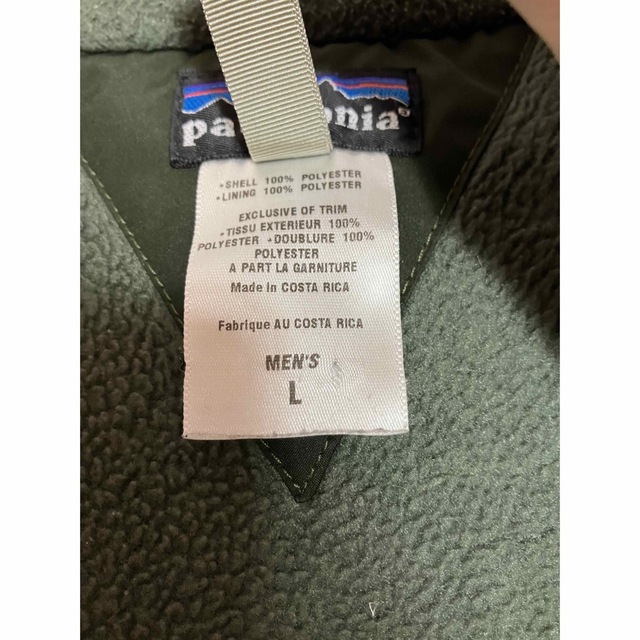 patagonia®
•SHELL 100% POLYESTER
•LINING 100% POLYESTER
EXCLUSIVE OF TRIM
•TISSU EXTERIEUR 100%
POLYESTER •DOUBLURE 100%
POLYESTER
A PART LA GARNITURE
Made In COSTA RICA
Fabrique AU COSTA RICA
MEN'S
L